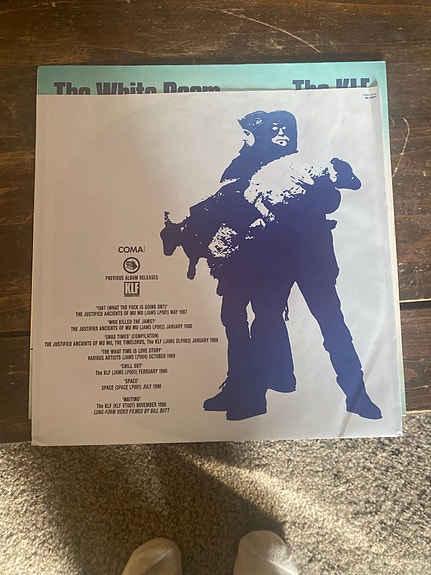 The White Room
The KLF
COMA
PREVIOUS ALBUM RELEASES
KLF
'1987 (WHAT THE FUCK IS GOING ON?)'
THE JUSTIFIED ANCIENTS OF MU MU (JAMS LP001) MAY 1987
'WHO KILLED THE JAMS?'
THE JUSTIFIED ANCIENTS OF MU MU (JAMS LP002) JANUARY 1988
'SHAG TIMES' (COMPILATION)
THE JUSTIFIED ANCIENTS OF MU MU, THE TIMELORDS, The KLF (JAMS DLP003) JANUARY 1989
'THE WHAT TIME IS LOVE STORY'
VARIOUS ARTISTS (JAMS LP004) OCTOBER 1989
'CHILL OUT'
The KLF (JAMS LP005) FEBRUARY 1990
'SPACE'
SPACE (SPACE LP001) JULY 1990
'WAITING'
The KLF (KLF VT007) NOVEMBER 1990
LONG-FORM VIDEO FILMED BY BILL BUTT